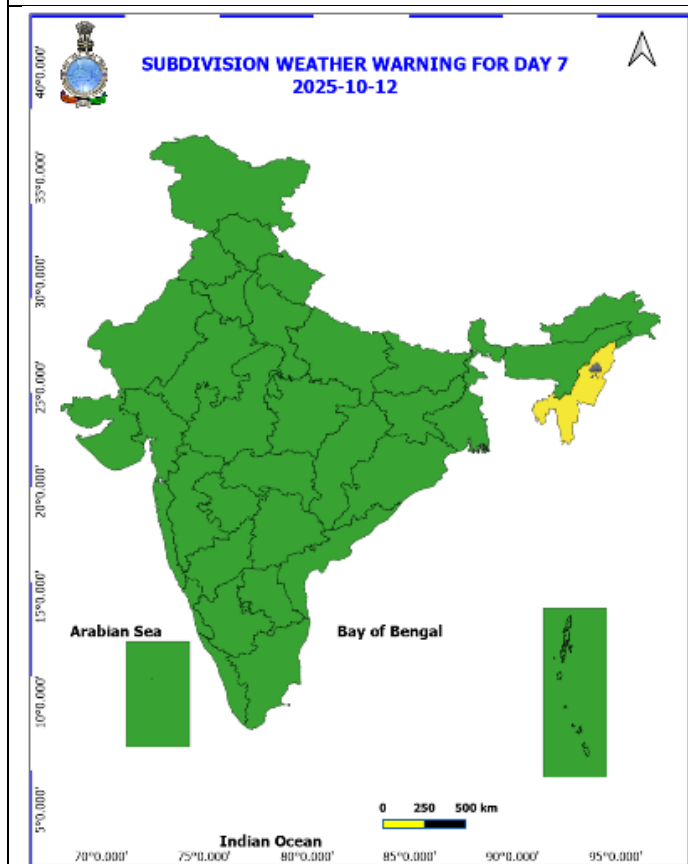 SUBDIVISION WEATHER WARNING FOR DAY 7
2025-10-12
40°0.000'
35°0.000'
30°0.000'
25°0.000'
20°0.000'
15°0.000'
10°0.000'
5°0.000'
Arabian Sea
Bay of Bengal
0 250 500 km
Indian Ocean
70°0.000' 75°0.000' 80°0.000' 85°0.000' 90°0.000' 95°0.000'